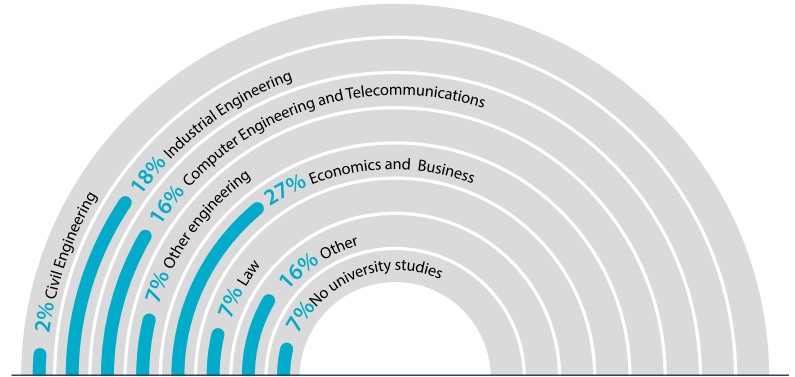 2% Civil Engineering
18% Industrial Engineering
16% Computer Engineering and Telecommunications
7% Other engineering
27% Economics and Business
7% Law
16% Other
7% No university studies